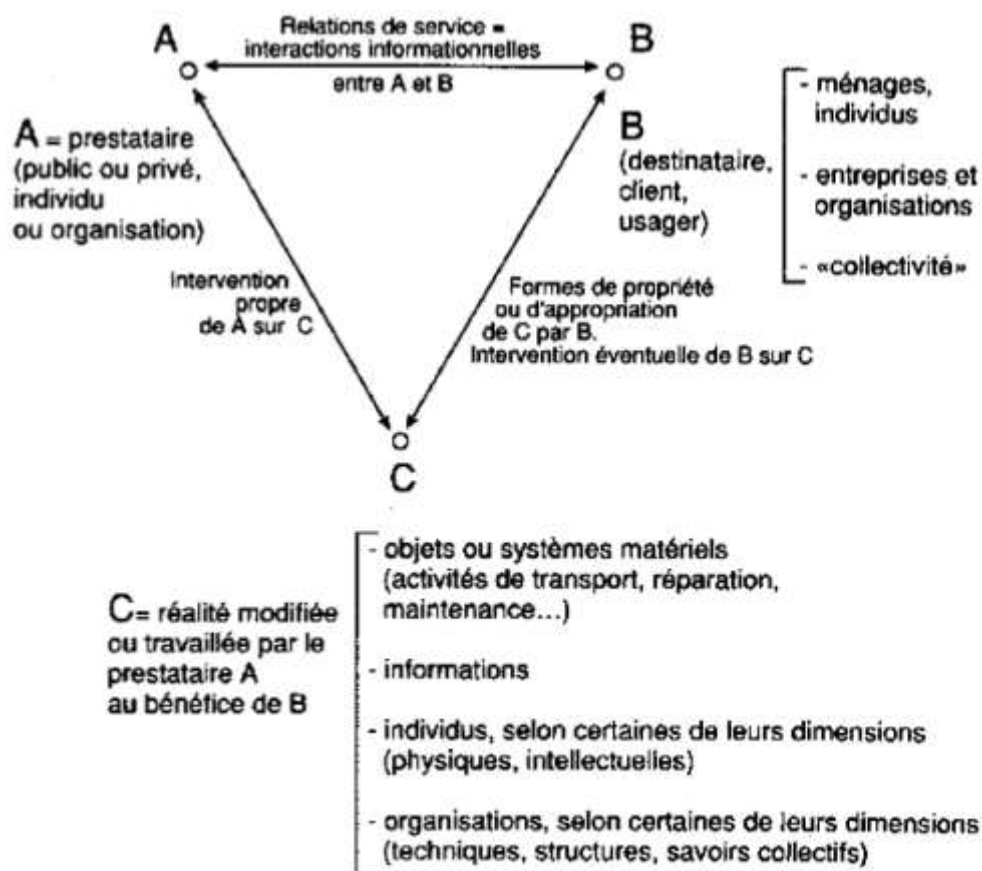 A
Relations de service =
interactions informationnelles
entre A et B
B
A = prestataire
(public ou privé,
individu
ou organisation)
B
(destinataire,
client,
usager)
- ménages,
individus
- entreprises et
organisations
- «collectivité»
Intervention
propre
de A sur C
Formes de propriété
ou d'appropriation
de C par B.
Intervention éventuelle de B sur C
C
C= réalité modifiée
ou travaillée par le
prestataire A
au bénéfice de B
- objets ou systèmes matériels
(activités de transport, réparation,
maintenance...)
- informations
- individus, selon certaines de leurs dimensions
(physiques, intellectuelles)
- organisations, selon certaines de leurs dimensions
(techniques, structures, savoirs collectifs)